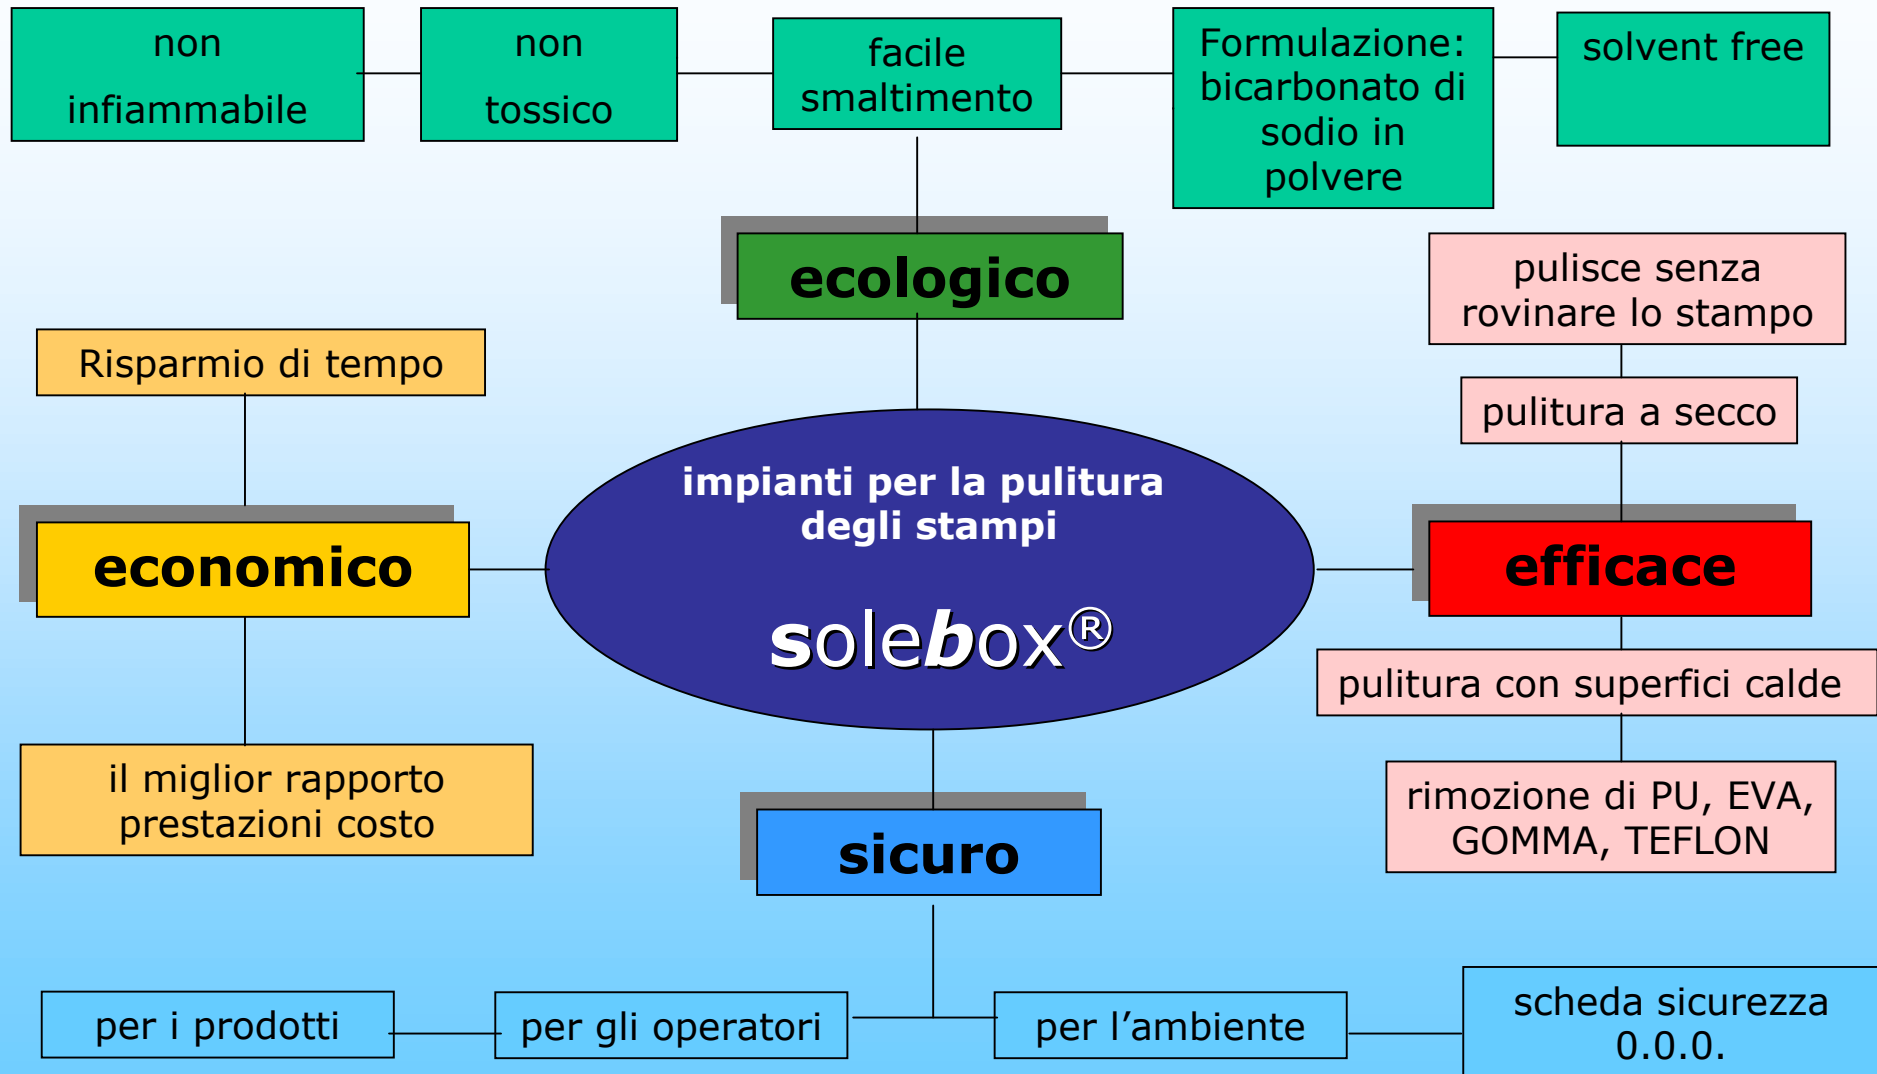 non
infiammabile
non
tossico
facile
smaltimento
Formulazione:
bicarbonato di
sodio in
polvere
solvent free
ecologico
pulisce senza
rovinare lo stampo
Risparmio di tempo
pulitura a secco
impianti per la pulitura
degli stampi
economico
efficace
solebox®
pulitura con superfici calde
il miglior rapporto
prestazioni costo
rimozione di PU, EVA,
GOMMA, TEFLON
sicuro
per i prodotti
per gli operatori
per l’ambiente
scheda sicurezza
0.0.0.